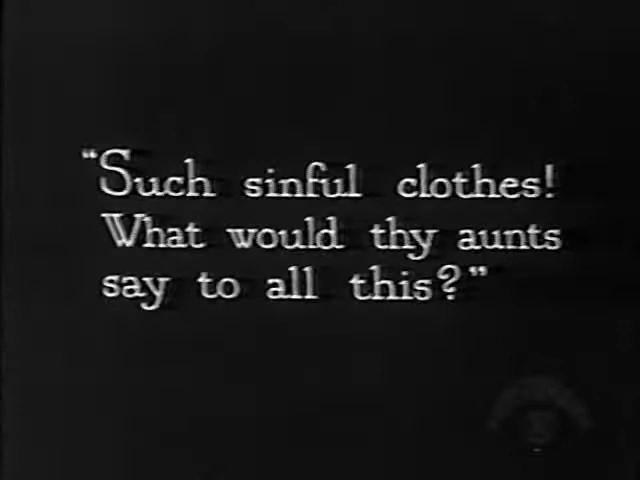 “Such sinful clothes!
What would thy aunts
say to all this?”